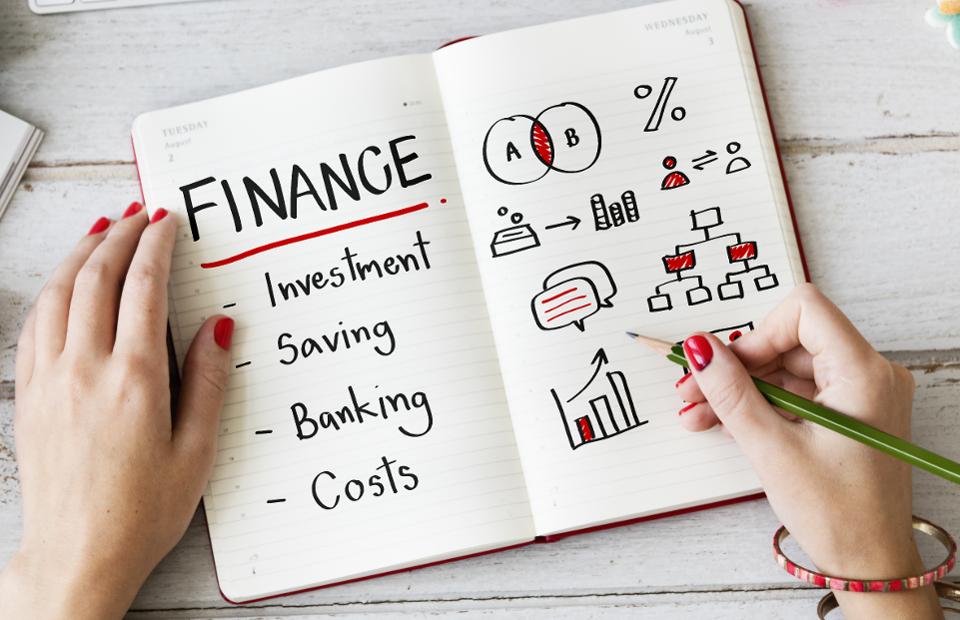 TUESDAY
August
2
FINANCE
- Investment
- Saving
- Banking
- Costs
WEDNESDAY
August
3
%
A B